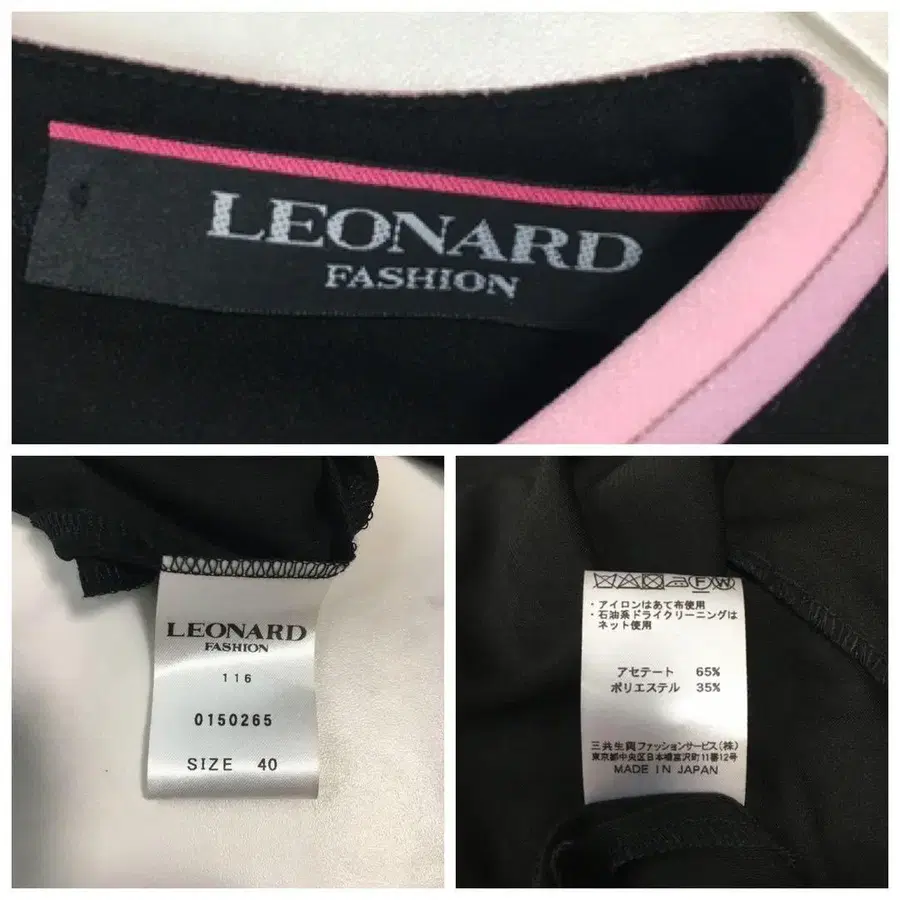 LEONARD
FASHION
LEONARD
FASHION
116
0150265
SIZE 40
F W
・アイロンはあて布使用
・石油系ドライクリーニングは
ネット使用
アセテート 65%
ポリエステル 35%
三共生興ファッションサービス(株)
東京都中央区日本橋富沢町11番12号
MADE IN JAPAN